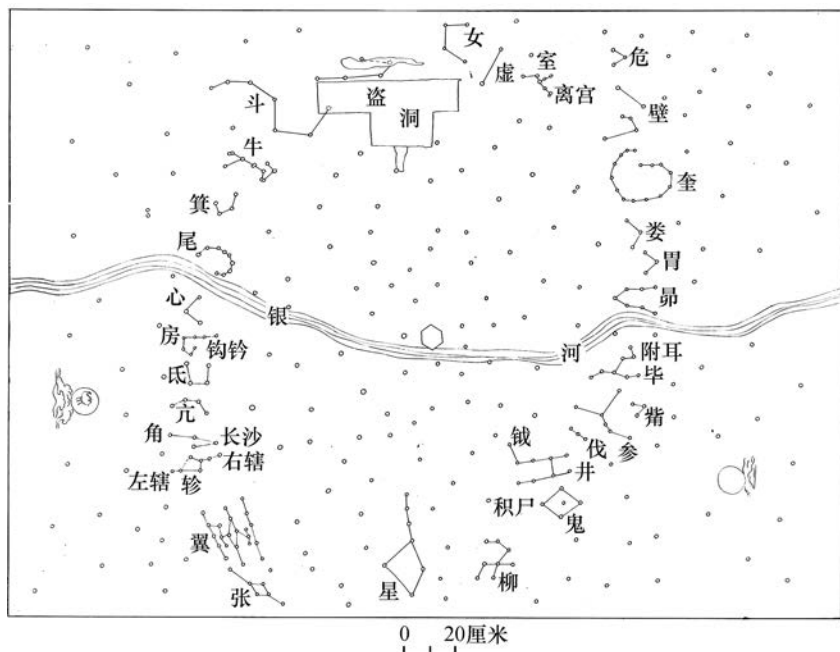 女
虚
室
危
离宫
壁
斗
盗
洞
牛
奎
箕
娄
尾
胃
心
昴
银
房
钩钤
河
附耳
毕
氐
亢
觜
角
长沙
钺
伐
参
右辖
井
左辖
轸
积尸
鬼
翼
张
星
柳
0 20厘米